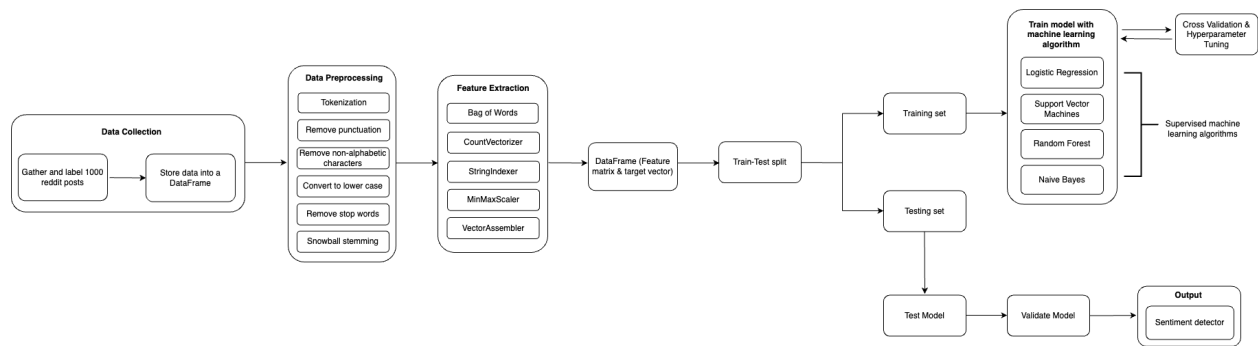 Data Collection
Gather and label 1000
reddit posts
Store data into a
DataFrame
Data Preprocessing
Tokenization
Remove punctuation
Remove non-alphabetic
characters
Convert to lower case
Remove stop words
Snowball stemming
Feature Extraction
Bag of Words
CountVectorizer
StringIndexer
MinMaxScaler
VectorAssembler
DataFrame (Feature
matrix & target vector)
Train-Test split
Training set
Testing set
Train model with
machine learning
algorithm
Logistic Regression
Support Vector
Machines
Random Forest
Naive Bayes
Cross Validation &
Hyperparameter
Tuning
Supervised machine
learning algorithms
Test Model
Validate Model
Output
Sentiment detector